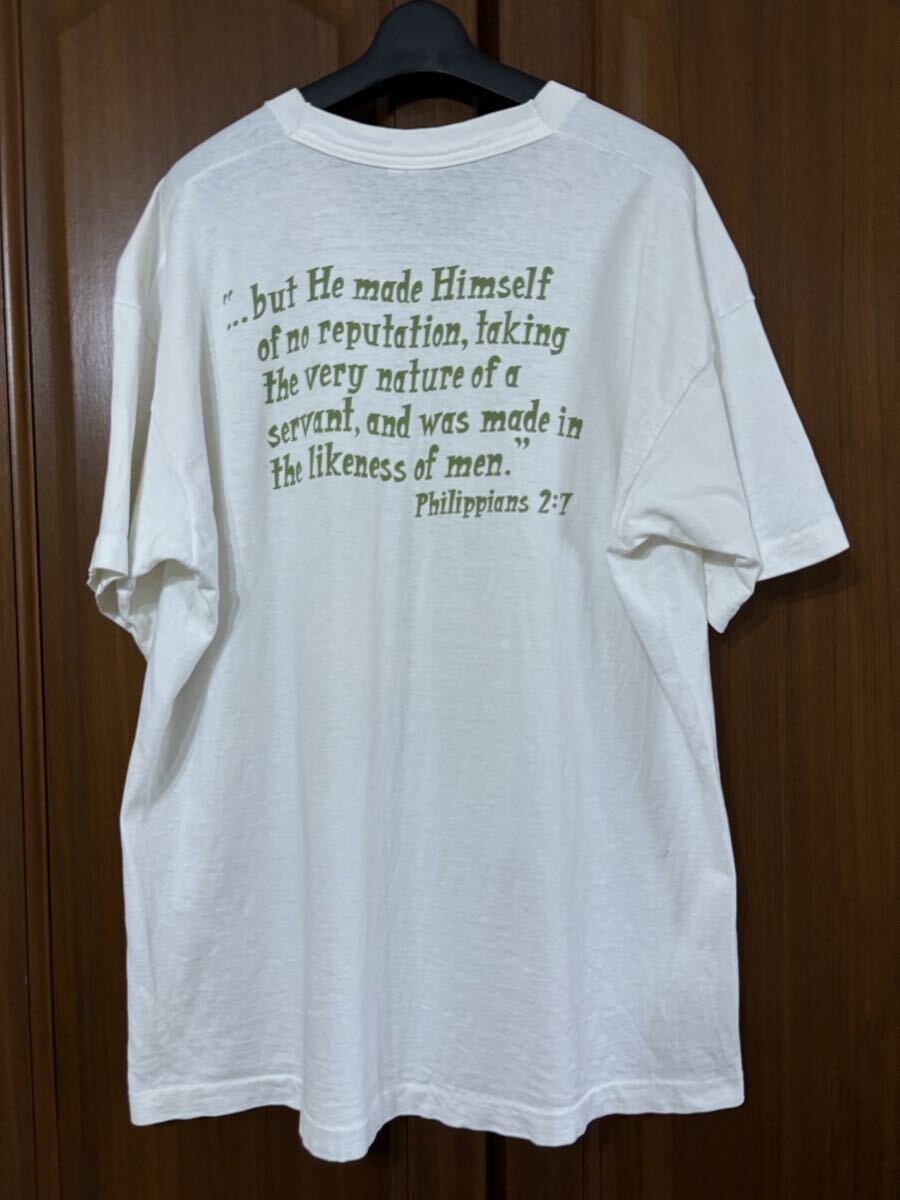 “...but He made Himself
of no reputation, taking
the very nature of a
servant, and was made in
the likeness of men.”
Philippians 2:7